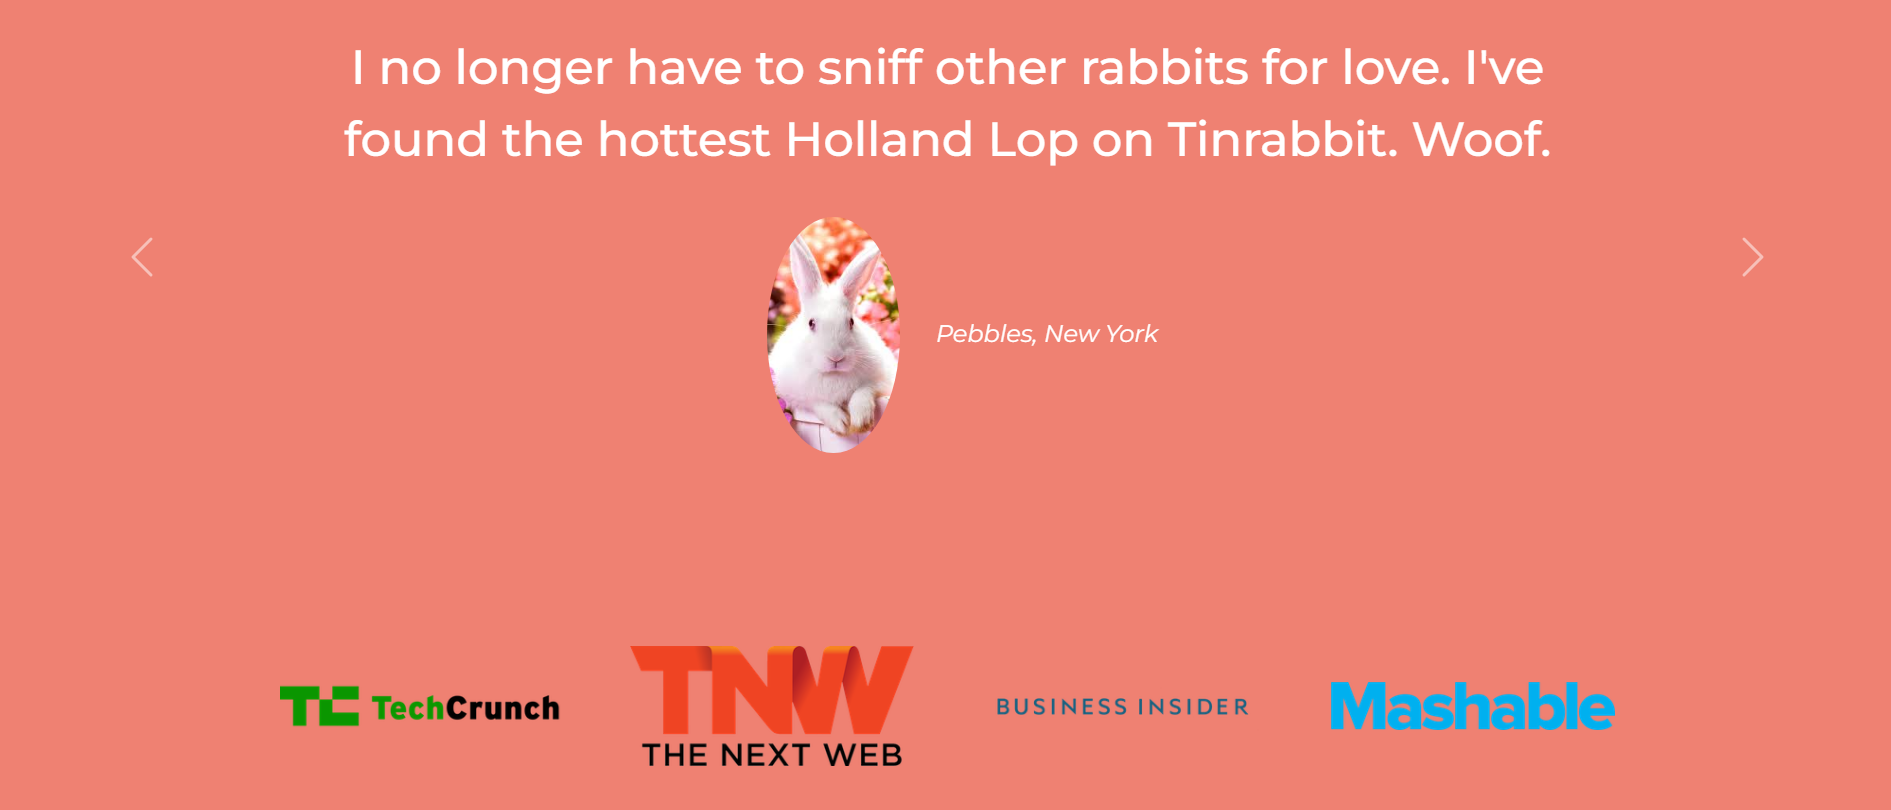 I no longer have to sniff other rabbits for love. I've
found the hottest Holland Lop on Tinrabbit. Woof.
Pebbles, New York
TC TechCrunch
TNW
THE NEXT WEB
BUSINESS INSIDER
Mashable